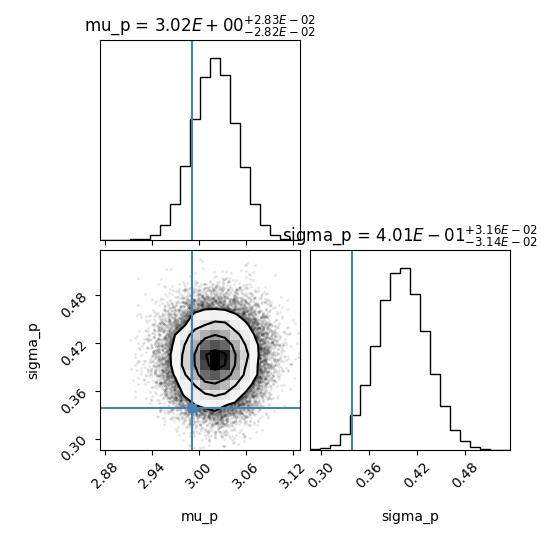 mu_p = 3.02E + 00+2.83E − 02 −2.82E − 02
sigma_p = 4.01E − 01+3.16E − 02 −3.14E − 02
sigma_p
0.48
0.42
0.36
0.30
2.88 2.94 3.00 3.06 3.12
mu_p
0.30 0.36 0.42 0.48
sigma_p